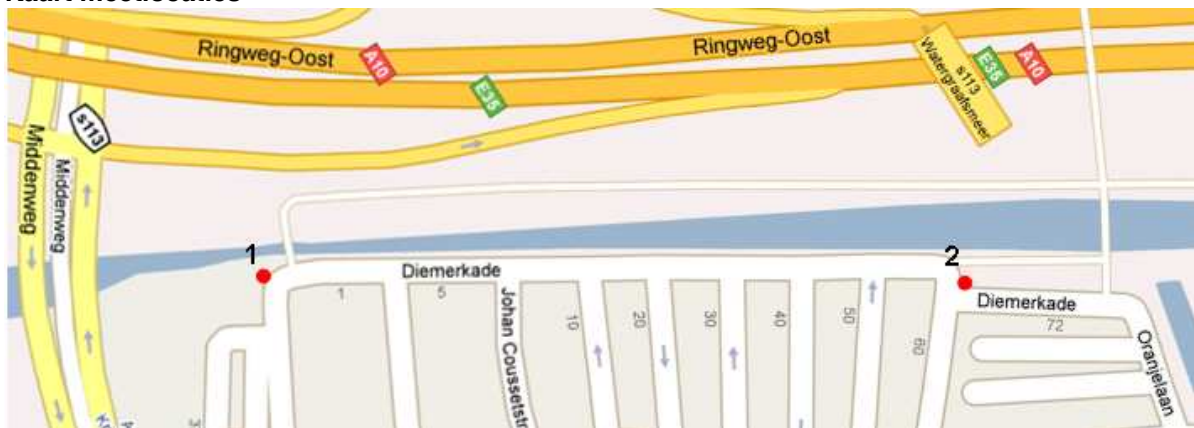 Ringweg-Oost
A10
E35
Ringweg-Oost
s113
Watergraafsmeer
E35
A10
s113
Middenweg
Middenweg
1
2
Diemerkade
Diemerkade
1
5
Johan Coussetstr
10
20
30
40
50
60
72
Oranjelaan